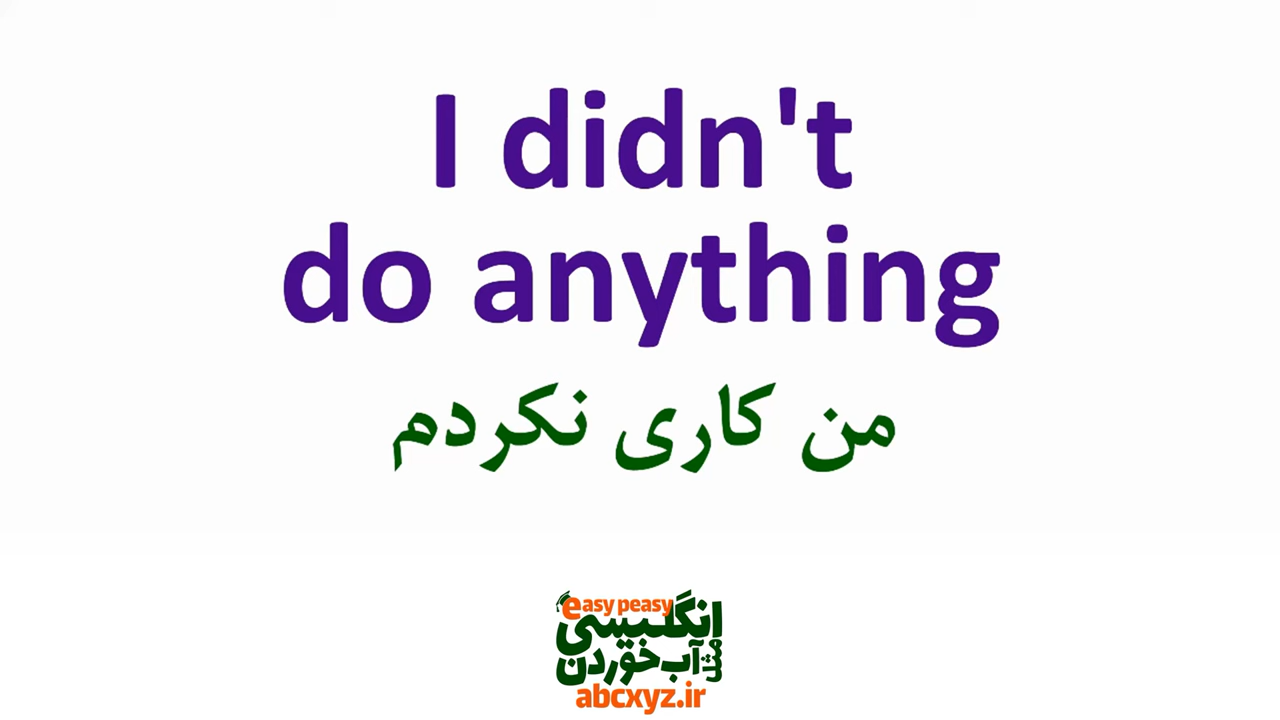 I didn't
do anything
من کاری نکردم
easy peasy
انگلیسی
مثل آب خوردن
abcxyz.ir